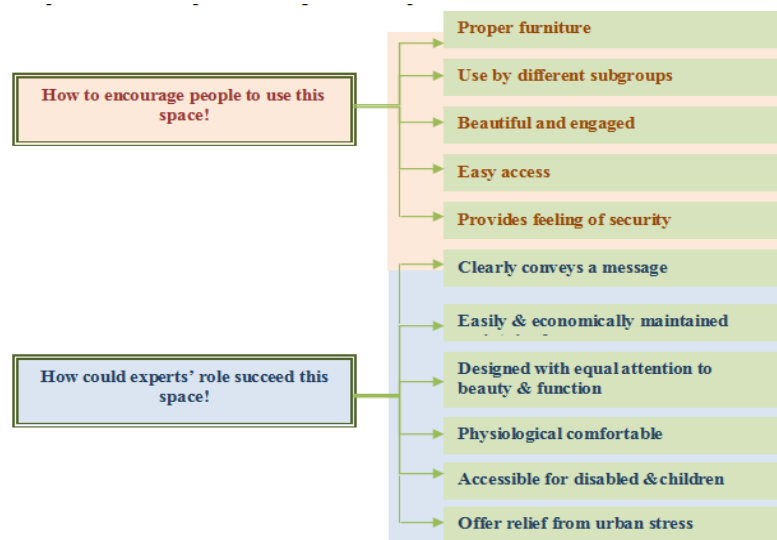 How to encourage people to use this
space!
Proper furniture
Use by different subgroups
Beautiful and engaged
Easy access
Provides feeling of security
How could experts’ role succeed this
space!
Clearly conveys a message
Easily & economically maintained
Designed with equal attention to
beauty & function
Physiological comfortable
Accessible for disabled &children
Offer relief from urban stress